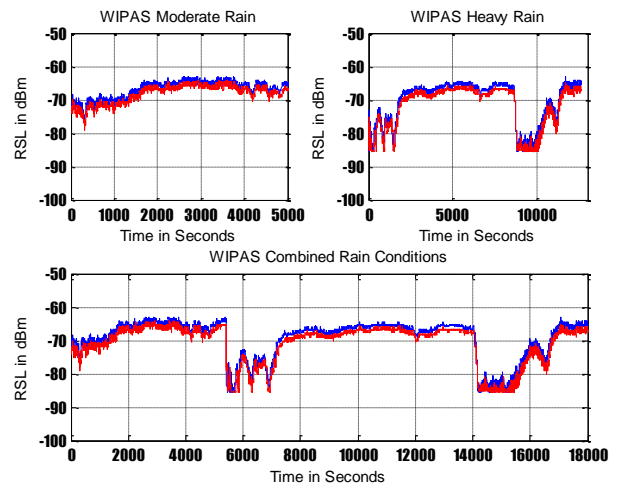 WIPAS Moderate Rain
-50
-60
-70
-80
-90
-100
RSL in dBm
0 1000 2000 3000 4000 5000
Time in Seconds
WIPAS Heavy Rain
-50
-60
-70
-80
-90
-100
RSL in dBm
0 5000 10000
Time in Seconds
WIPAS Combined Rain Conditions
-50
-60
-70
-80
-90
-100
RSL in dBm
0 2000 4000 6000 8000 10000 12000 14000 16000 18000
Time in Seconds